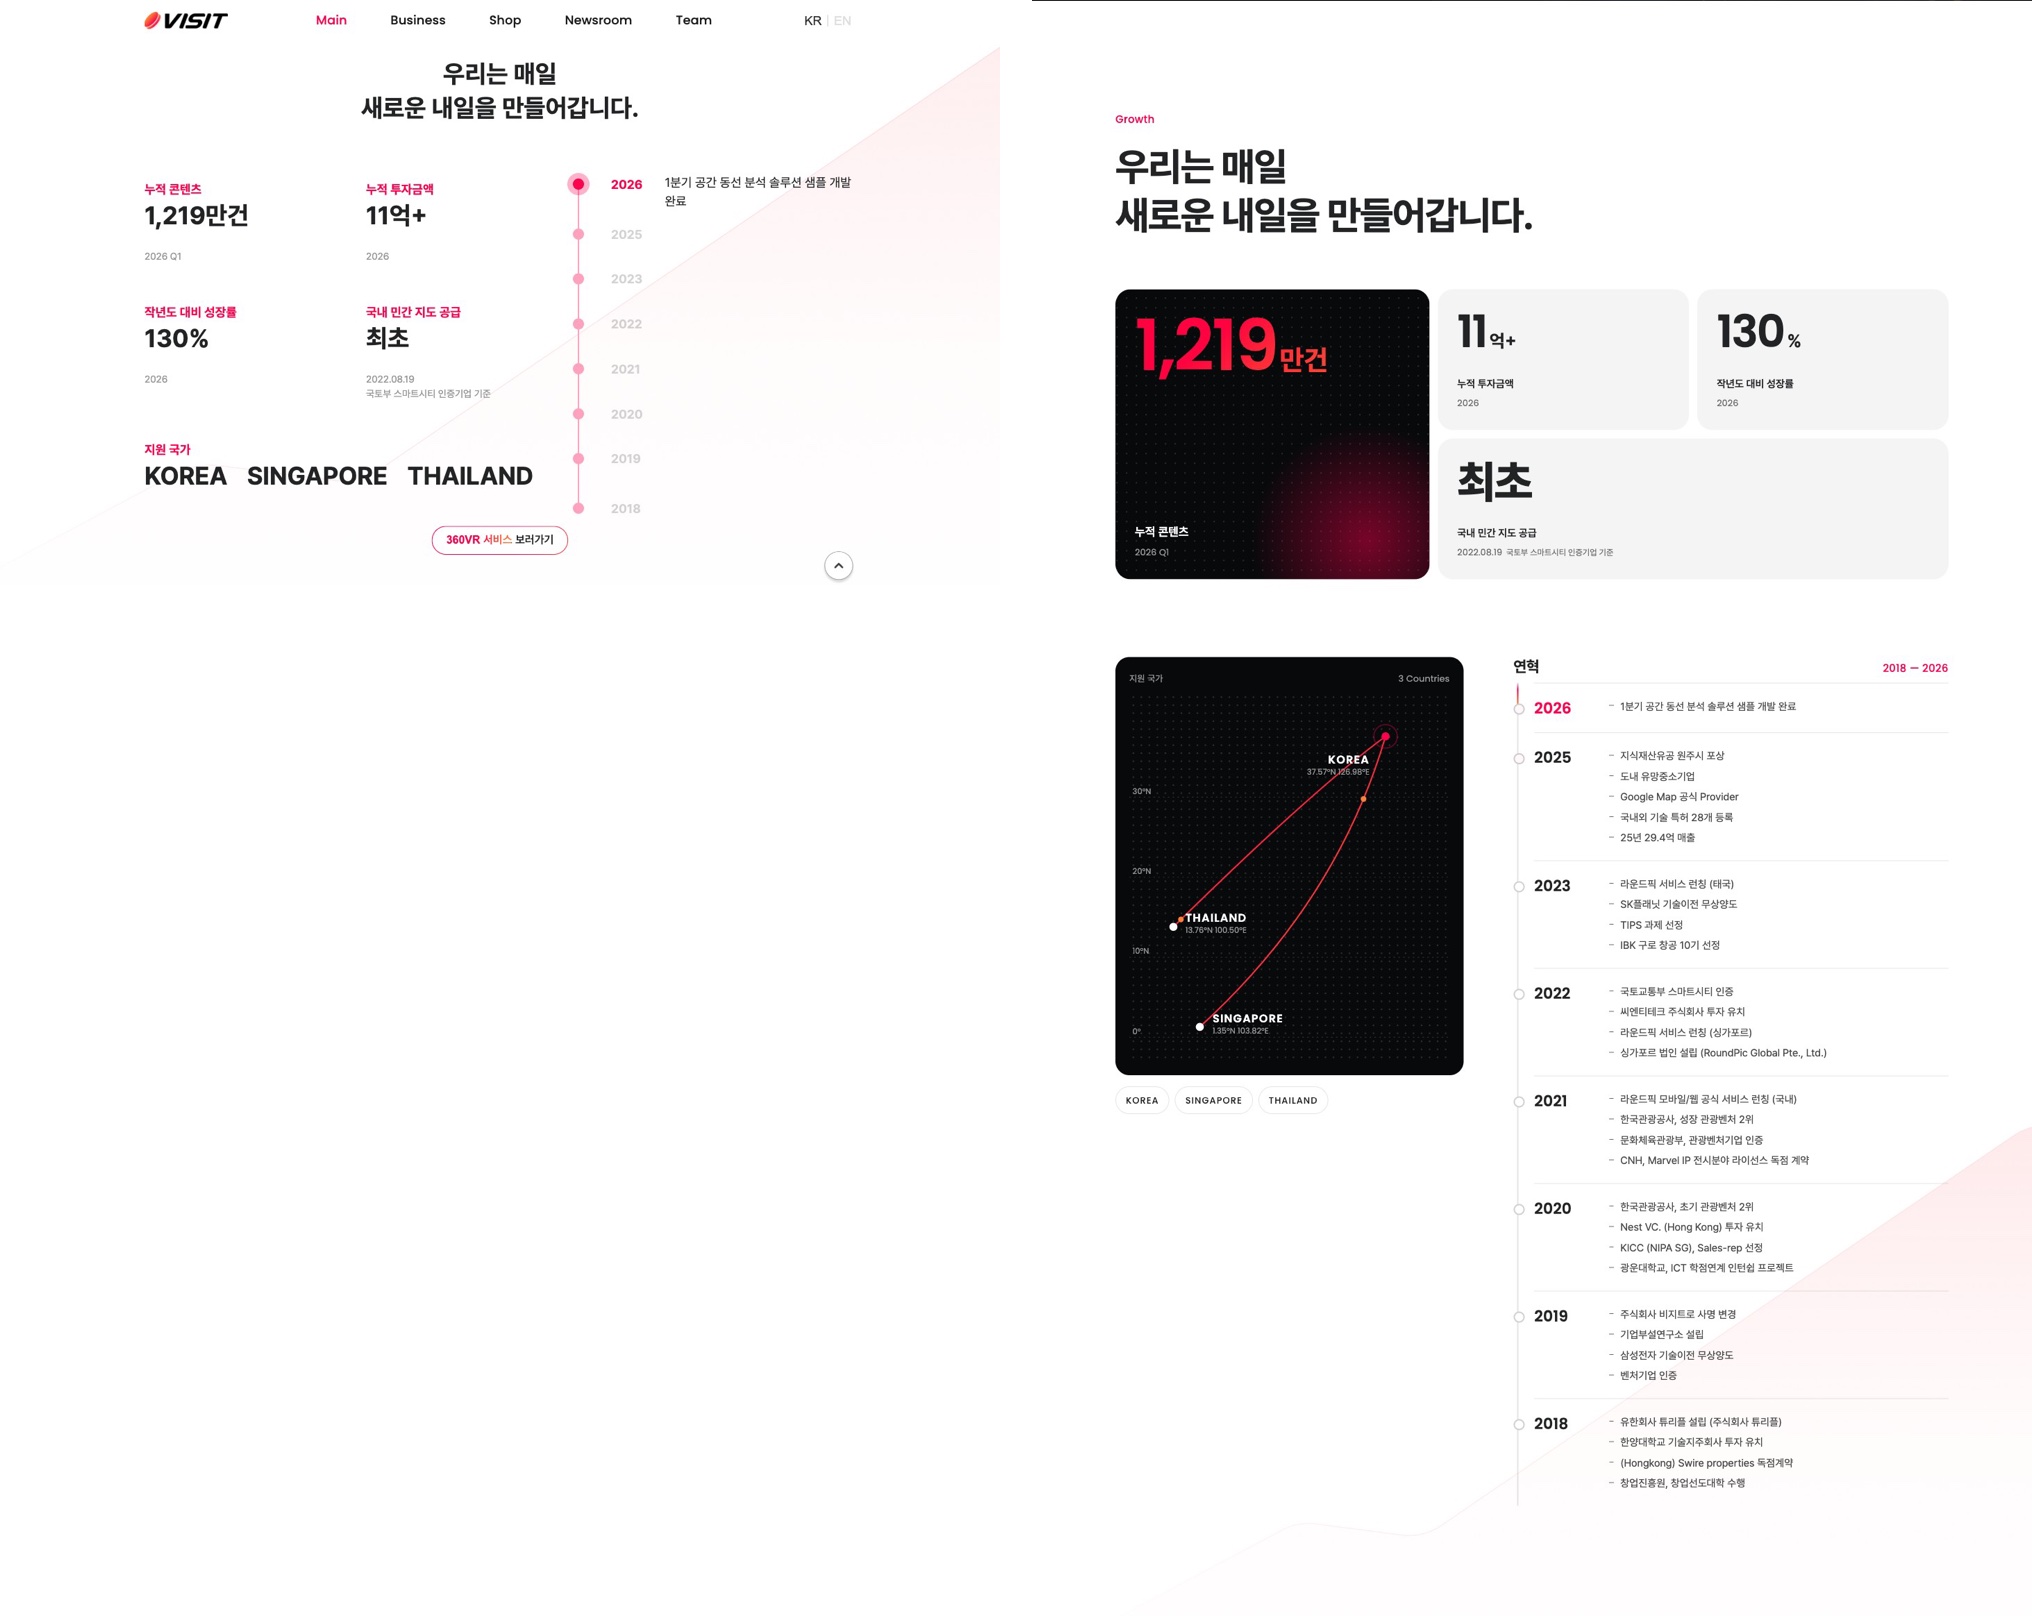 VISIT
Main
Business
Shop
Newsroom
Team
KR | EN
우리는 매일
새로운 내일을 만들어갑니다.
누적 콘텐츠
1,219만건
2026 Q1
누적 투자금액
11억+
2026
작년도 대비 성장률
130%
2026
국내 민간 지도 공급
최초
2022.08.19
국토부 스마트시티 인증기업 기준
지원 국가
KOREA SINGAPORE THAILAND
2026
1분기 공간 동선 분석 솔루션 샘플 개발
완료
2025
2023
2022
2021
2020
2019
2018
360VR 서비스 보러가기
Growth
우리는 매일
새로운 내일을 만들어갑니다.
1,219만건
누적 콘텐츠
2026 Q1
11억+
누적 투자금액
2026
130%
작년도 대비 성장률
2026
최초
국내 민간 지도 공급
2022.08.19 국토부 스마트시티 인증기업 기준
지원 국가
3 Countries
KOREA
37.57°N 126.98°E
30°N
20°N
THAILAND
13.76°N 100.50°E
10°N
SINGAPORE
1.35°N 103.82°E
0°
KOREA
SINGAPORE
THAILAND
연혁
2018 — 2026
2026
– 1분기 공간 동선 분석 솔루션 샘플 개발 완료
2025
– 지식재산유공 원주시 포상
– 도내 유망중소기업
– Google Map 공식 Provider
– 국내외 기술 특허 28개 등록
– 25년 29.4억 매출
2023
– 라운드픽 서비스 런칭 (태국)
– SK플래닛 기술이전 무상양도
– TIPS 과제 선정
– IBK 구로 창공 10기 선정
2022
– 국토교통부 스마트시티 인증
– 씨엔티테크 주식회사 투자 유치
– 라운드픽 서비스 런칭 (싱가포르)
– 싱가포르 법인 설립 (RoundPic Global Pte., Ltd.)
2021
– 라운드픽 모바일/웹 공식 서비스 런칭 (국내)
– 한국관광공사, 성장 관광벤처 2위
– 문화체육관광부, 관광벤처기업 인증
– CNH, Marvel IP 전시분야 라이선스 독점 계약
2020
– 한국관광공사, 초기 관광벤처 2위
– Nest VC. (Hong Kong) 투자 유치
– KICC (NIPA SG), Sales-rep 선정
– 광운대학교, ICT 학점연계 인턴쉽 프로젝트
2019
– 주식회사 비지트로 사명 변경
– 기업부설연구소 설립
– 삼성전자 기술이전 무상양도
– 벤처기업 인증
2018
– 유한회사 튜리플 설립 (주식회사 튜리플)
– 한양대학교 기술지주회사 투자 유치
– (Hongkong) Swire properties 독점계약
– 창업진흥원, 창업선도대학 수행